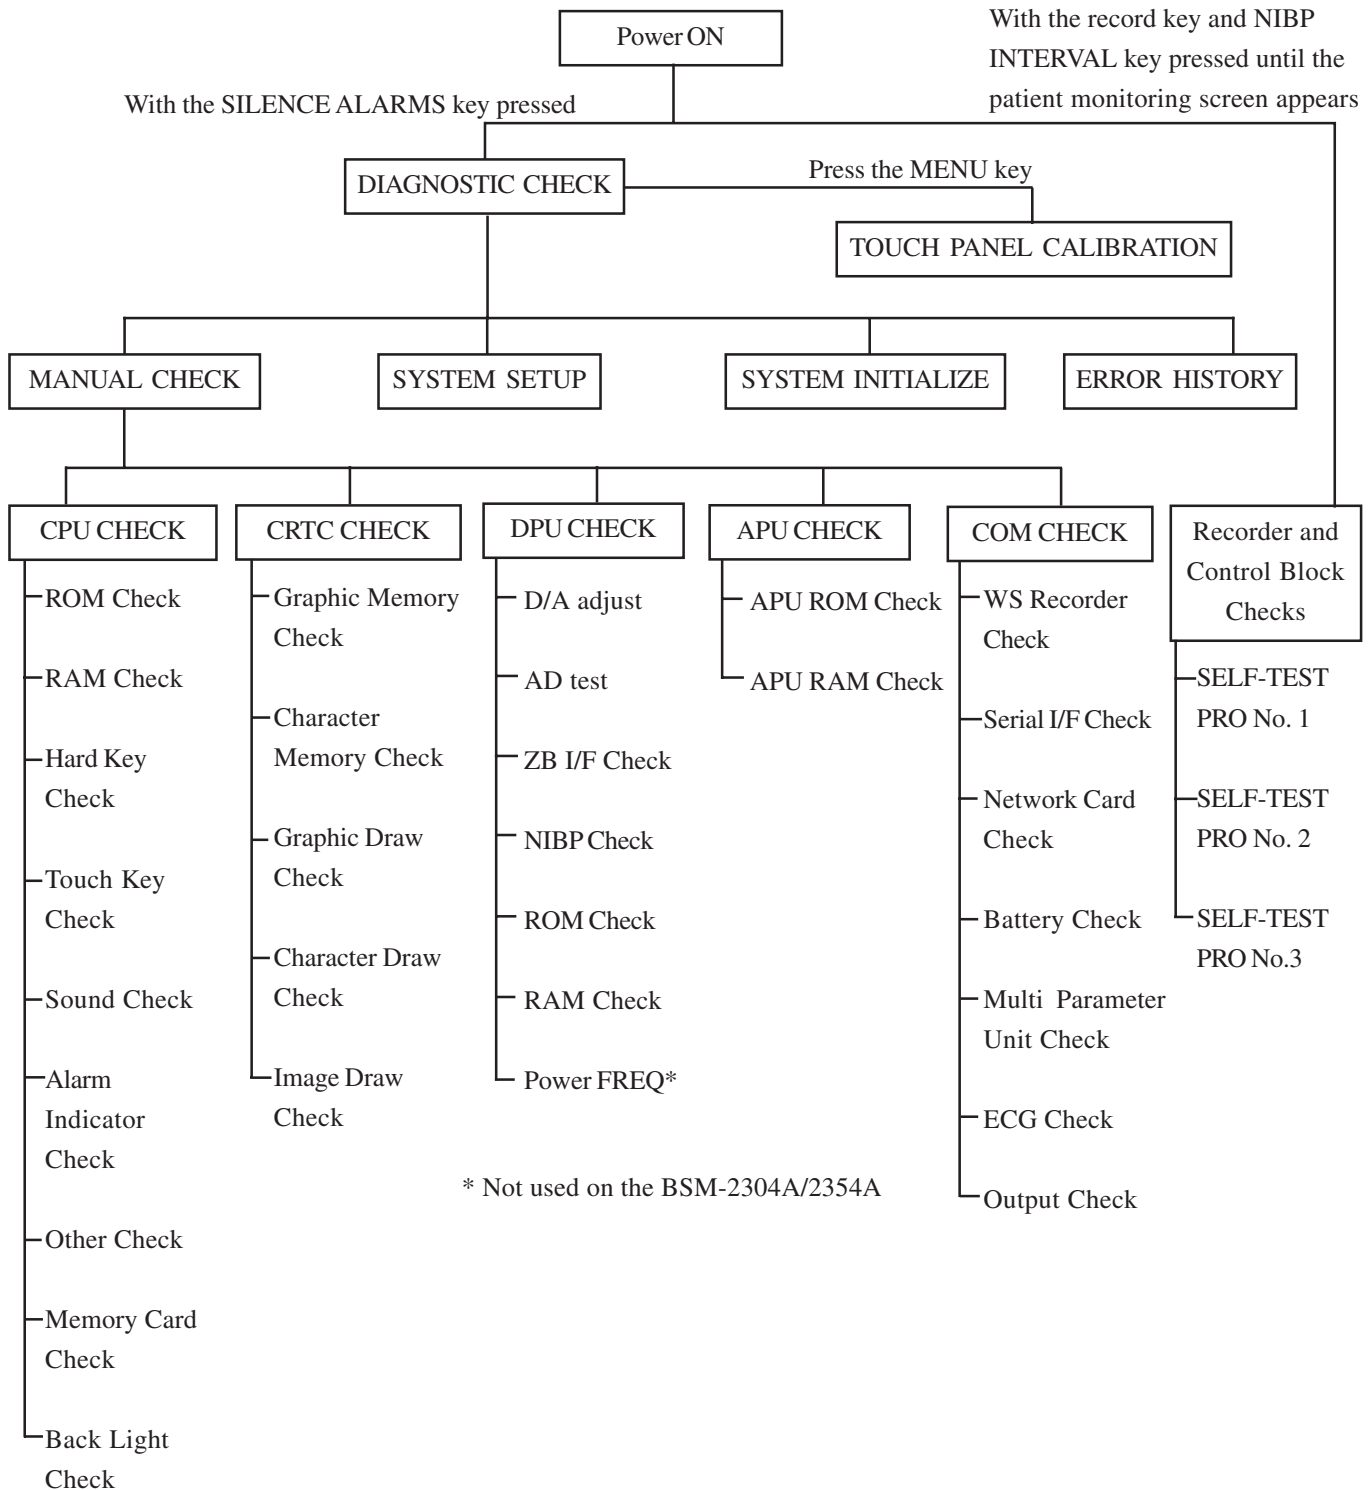 Power ON
With the record key and NIBP
INTERVAL key pressed until the
patient monitoring screen appears
With the SILENCE ALARMS key pressed
DIAGNOSTIC CHECK
Press the MENU key
TOUCH PANEL CALIBRATION
MANUAL CHECK
SYSTEM SETUP
SYSTEM INITIALIZE
ERROR HISTORY
CPU CHECK
ROM Check
RAM Check
Hard Key
Check
Touch Key
Check
Sound Check
Alarm
Indicator
Check
Other Check
Memory Card
Check
Back Light
Check
CRTC CHECK
Graphic Memory
Check
Character
Memory Check
Graphic Draw
Check
Character Draw
Check
Image Draw
Check
DPU CHECK
D/A adjust
AD test
ZB I/F Check
NIBP Check
ROM Check
RAM Check
Power FREQ*
APU CHECK
APU ROM Check
APU RAM Check
COM CHECK
WS Recorder
Check
Serial I/F Check
Network Card
Check
Battery Check
Multi Parameter
Unit Check
ECG Check
Output Check
Recorder and
Control Block
Checks
SELF-TEST
PRO No. 1
SELF-TEST
PRO No. 2
SELF-TEST
PRO No.3
* Not used on the BSM-2304A/2354A